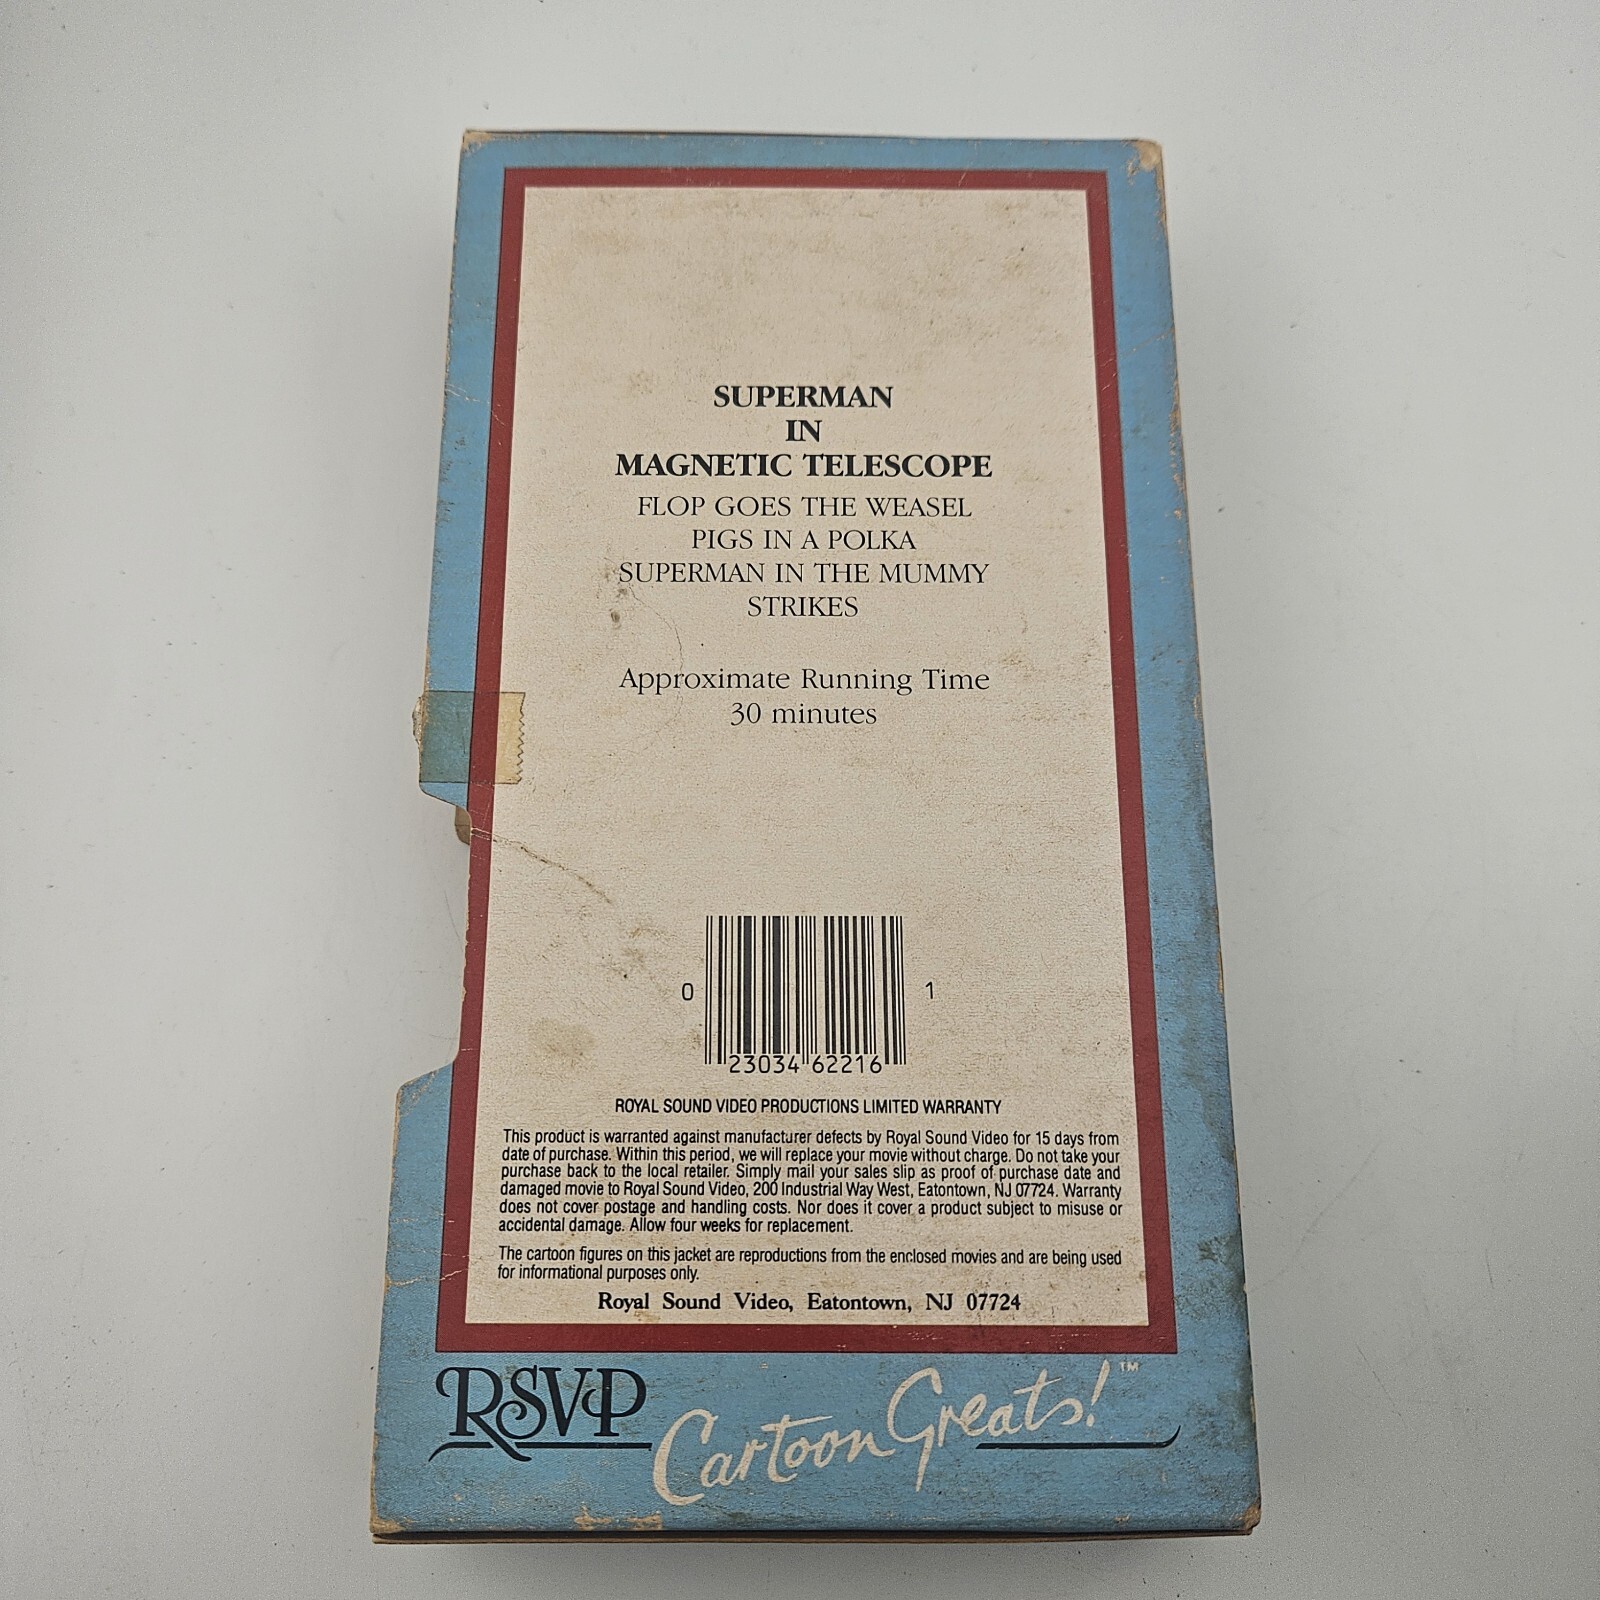 SUPERMAN
IN
MAGNETIC TELESCOPE
FLOP GOES THE WEASEL
PIGS IN A POLKA
SUPERMAN IN THE MUMMY
STRIKES
Approximate Running Time
30 minutes
0 1
23034 62216
ROYAL SOUND VIDEO PRODUCTIONS LIMITED WARRANTY
This product is warranted against manufacturer defects by Royal Sound Video for 15 days from
date of purchase. Within this period, we will replace your movie without charge. Do not take your
purchase back to the local retailer. Simply mail your sales slip as proof of purchase date and
damaged movie to Royal Sound Video, 200 Industrial Way West, Eatontown, NJ 07724. Warranty
does not cover postage and handling costs. Nor does it cover a product subject to misuse or
accidental damage. Allow four weeks for replacement.
The cartoon figures on this jacket are reproductions from the enclosed movies and are being used
for informational purposes only.
Royal Sound Video, Eatontown, NJ 07724
RSVP Cartoon Greats!™